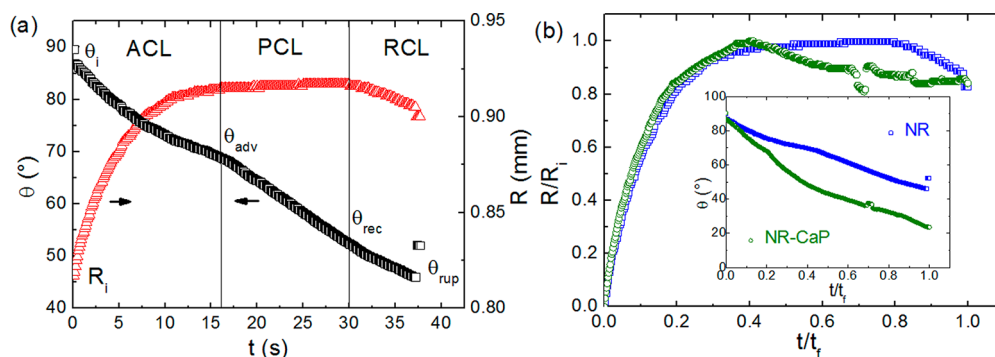 (a)
ACL PCL RCL
θi
θadv
θrec
θrup
Ri
90
80
70
60
50
40
θ (°)
0 5 10 15 20 25 30 35 40
t (s)
0.95
0.90
0.85
0.80
R (mm)
(b)
1.0
0.8
0.6
0.4
0.2
0.0
R/Ri
0.0 0.2 0.4 0.6 0.8 1.0
t/tf
100
80
60
40
20
0
θ (°)
NR
NR-CaP
0.0 0.2 0.4 0.6 0.8 1.0
t/tf